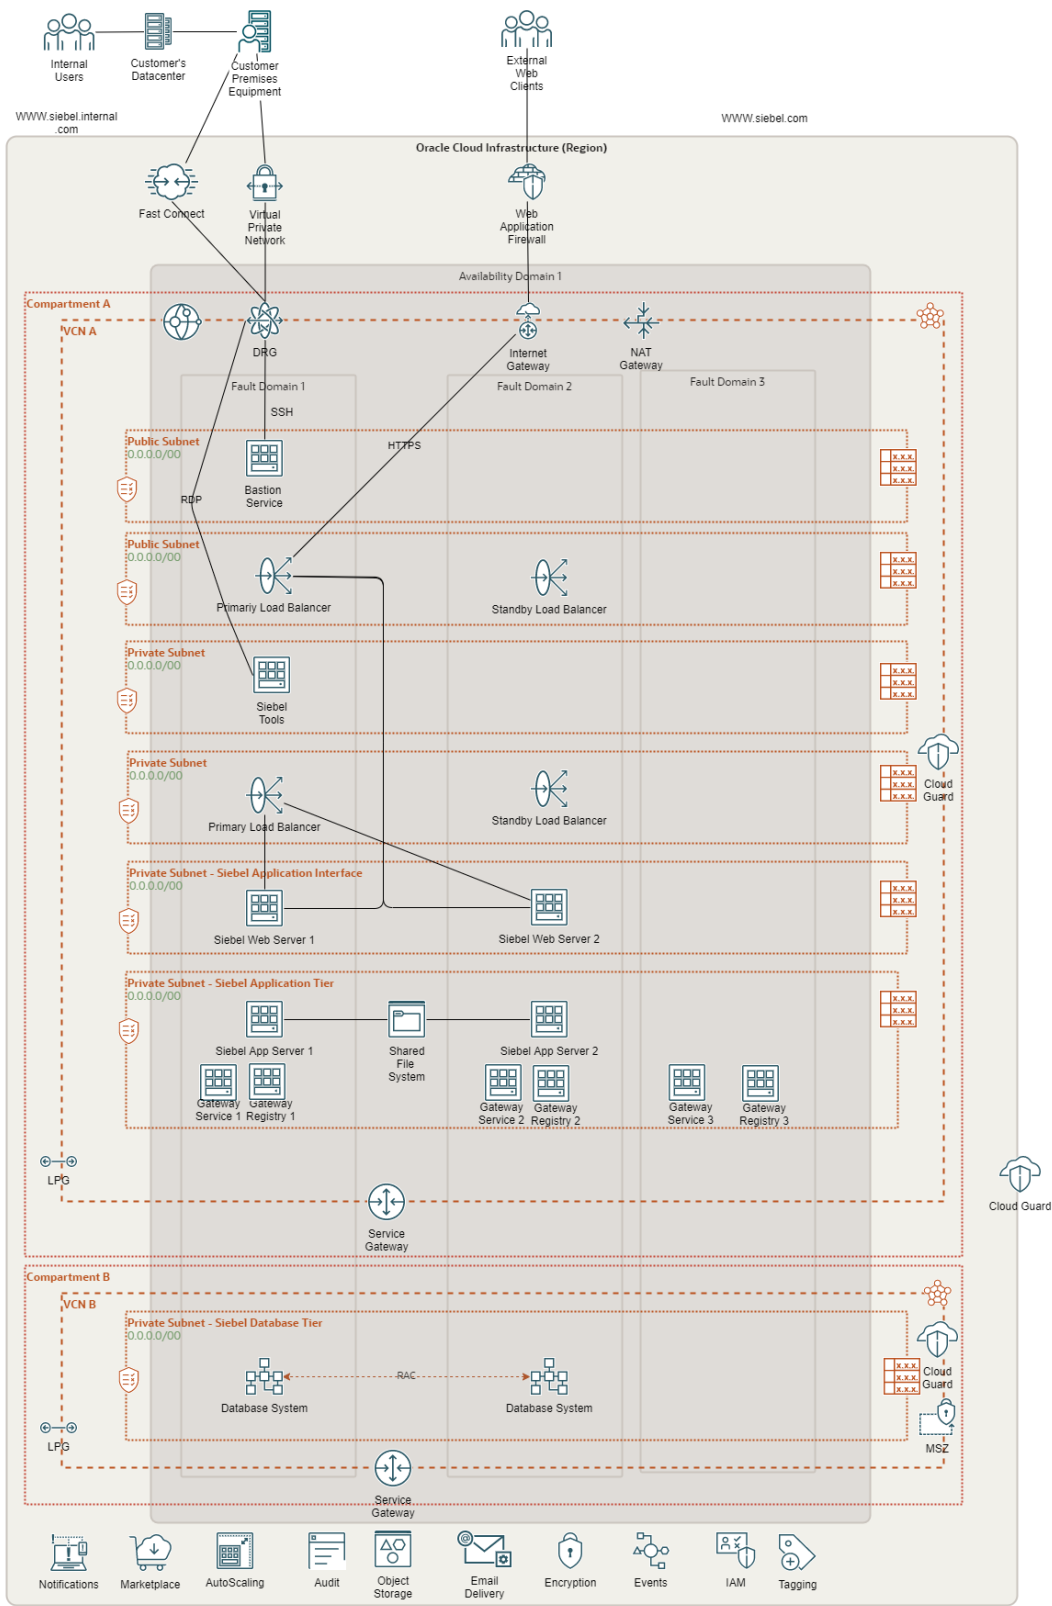 Internal
Users
Customer's
Datacenter
Customer
Premises
Equipment
External
Web
Clients
WWW.siebel.internal
.com
WWW.siebel.com
Oracle Cloud Infrastructure (Region)
Fast Connect
Virtual
Private
Network
Web
Application
Firewall
Availability Domain 1
Compartment A
VCN A
DRG
Internet
Gateway
NAT
Gateway
Fault Domain 1
Fault Domain 2
Fault Domain 3
SSH
HTTPS
RDP
Public Subnet
0.0.0.0/00
Bastion
Service
x.x.x.
x.x.x.
x.x.x.
Public Subnet
0.0.0.0/00
Primariy Load Balancer
Standby Load Balancer
x.x.x.
x.x.x.
x.x.x.
Private Subnet
0.0.0.0/00
Siebel
Tools
x.x.x.
x.x.x.
x.x.x.
Private Subnet
0.0.0.0/00
Primary Load Balancer
Standby Load Balancer
x.x.x.
x.x.x.
x.x.x.
Cloud
Guard
Private Subnet - Siebel Application Interface
0.0.0.0/00
Siebel Web Server 1
Siebel Web Server 2
x.x.x.
x.x.x.
x.x.x.
Private Subnet - Siebel Application Tier
0.0.0.0/00
Siebel App Server 1
Shared
File
System
Siebel App Server 2
x.x.x.
x.x.x.
x.x.x.
Gateway
Service 1
Gateway
Registry 1
Gateway
Service 2
Gateway
Registry 2
Gateway
Service 3
Gateway
Registry 3
LPG
Service
Gateway
Cloud Guard
Compartment B
VCN B
Private Subnet - Siebel Database Tier
0.0.0.0/00
Database System
RAC
Database System
x.x.x.
x.x.x.
x.x.x.
Cloud
Guard
MSZ
LPG
Service
Gateway
Notifications
Marketplace
AutoScaling
Audit
Object
Storage
Email
Delivery
Encryption
Events
IAM
Tagging